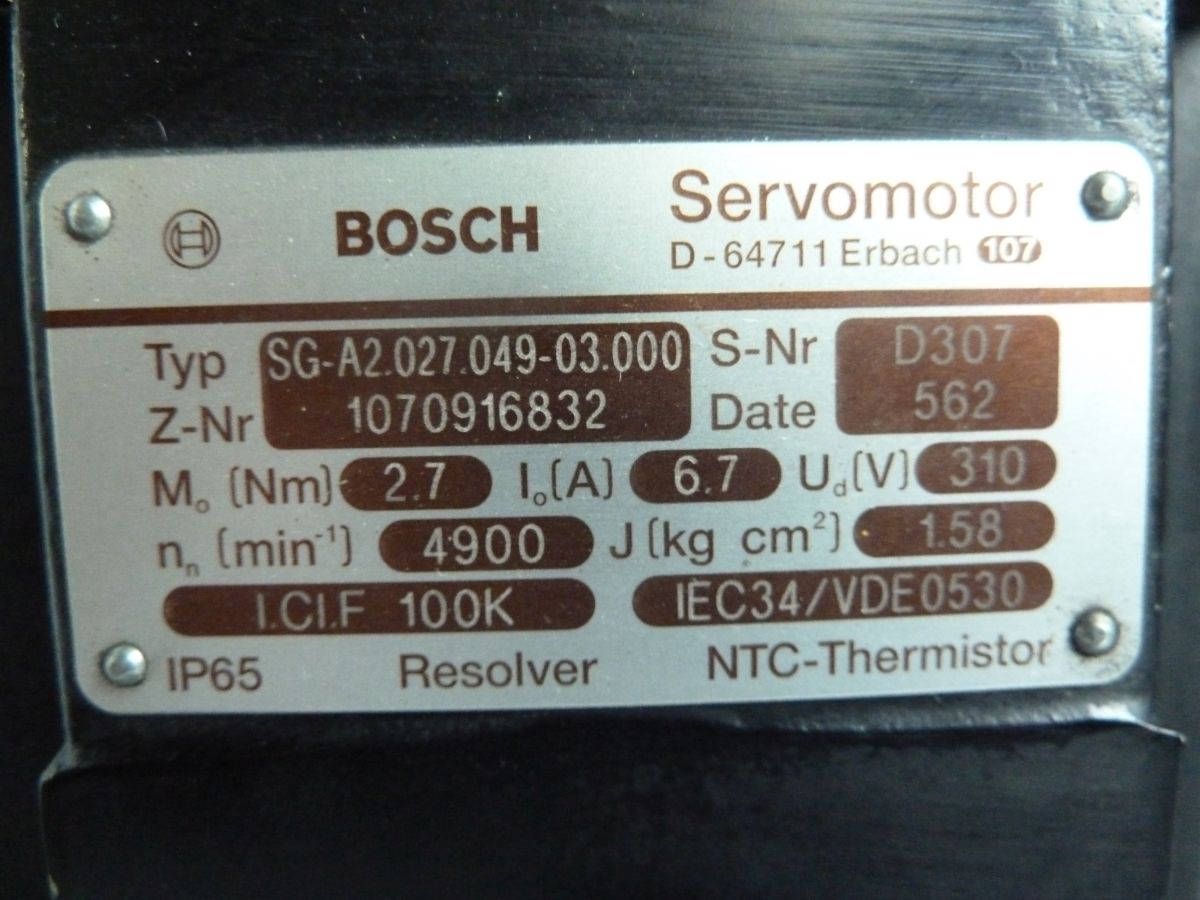 BOSCH Servomotor
D-64711 Erbach 107
Typ SG-A2.027.049-03.000 S-Nr D307
Z-Nr 1070916832 Date 562
M₀ (Nm) 2.7 I₀(A) 6.7 U_d(V) 310
n_n (min⁻¹) 4900 J (kg cm²) 1.58
I.CI.F 100K IEC34/VDE0530
IP65 Resolver NTC-Thermistor